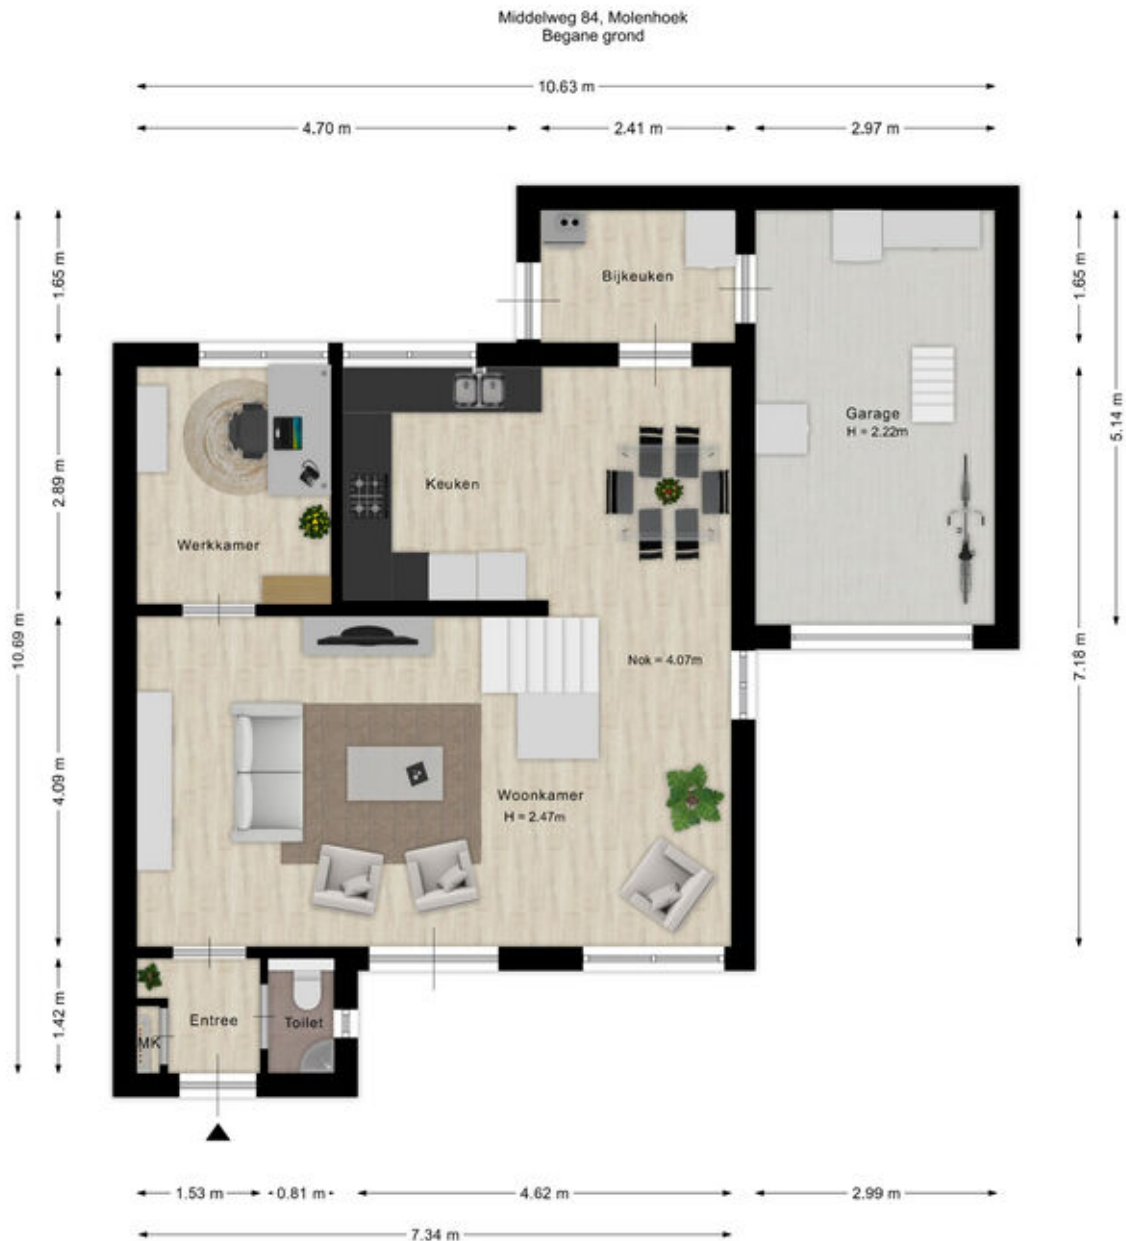 Middelweg 84, Molenhoek
Begane grond
10.63 m
4.70 m
2.41 m
2.97 m
1.65 m
1.65 m
Bijkeuken
5.14 m
Garage
H = 2.22m
2.89 m
Keuken
Werkkamer
10.69 m
7.18 m
Nok = 4.07m
4.09 m
Woonkamer
H = 2.47m
1.42 m
Entree
Toilet
MK
1.53 m
0.81 m
4.62 m
2.99 m
7.34 m